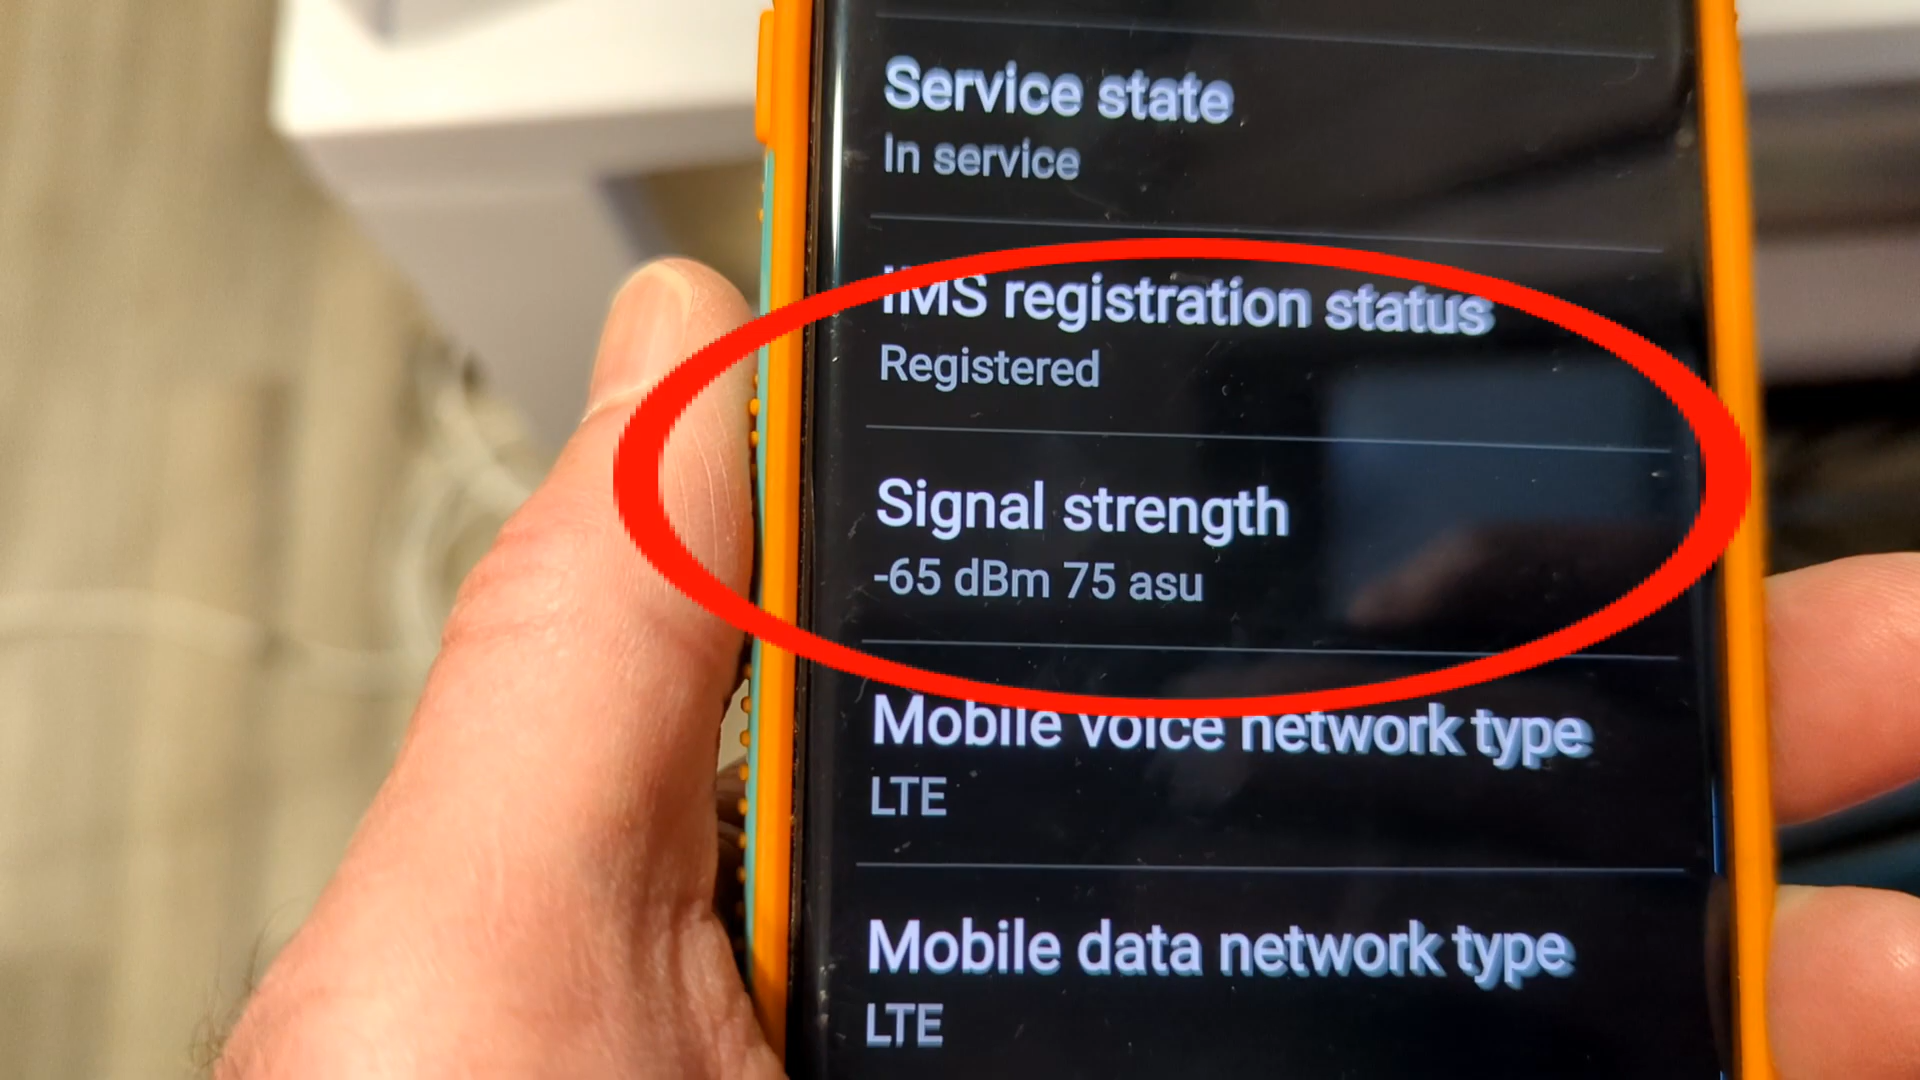 Service state
In service
IMS registration status
Registered
Signal strength
-65 dBm 75 asu
Mobile voice network type
LTE
Mobile data network type
LTE